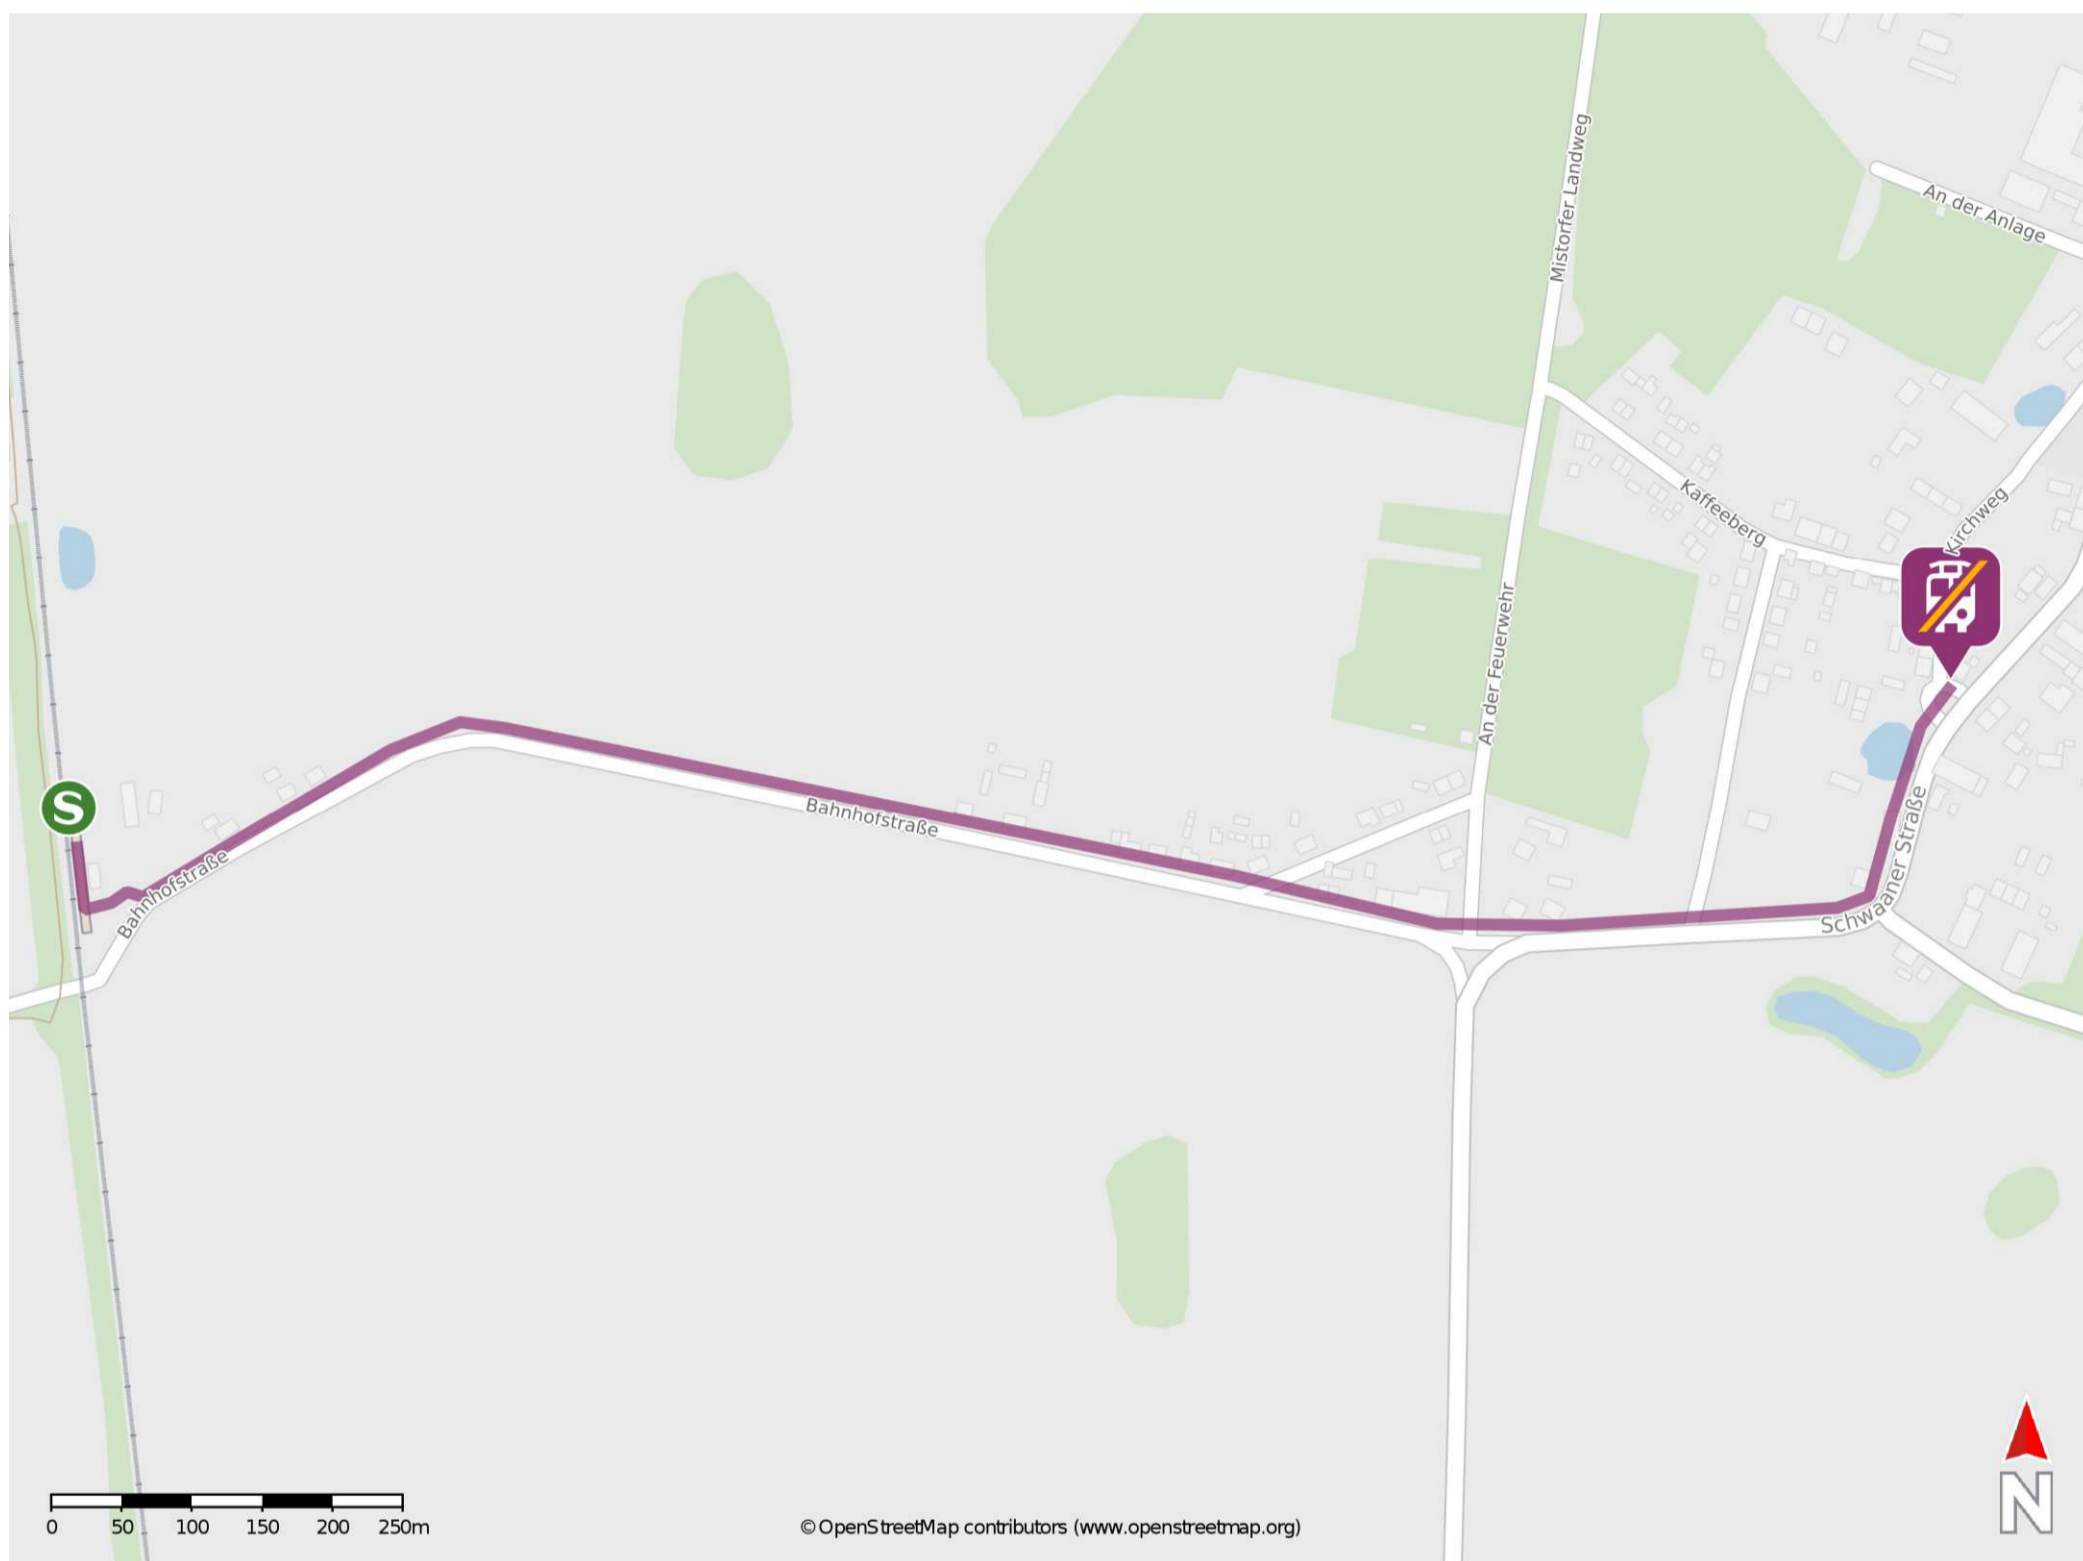 Mistorfer Landweg
An der Anlage
Kaffeeberg
Kirchweg
An der Feuerwehr
S
Bahnhofstraße
Bahnhofstraße
Schwaaner Straße
0 50 100 150 200 250m
© OpenStreetMap contributors (www.openstreetmap.org)
N